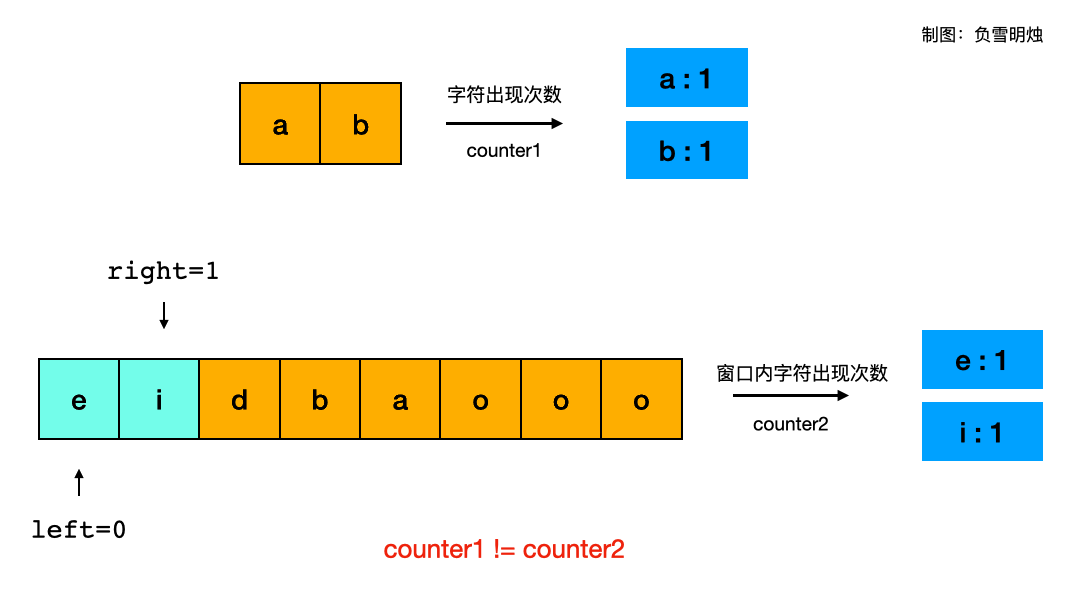 制图：负雪明烛
a b
字符出现次数
counter1
a : 1
b : 1
right=1
e i d b a o o o
窗口内字符出现次数
counter2
e : 1
i : 1
left=0
counter1 != counter2